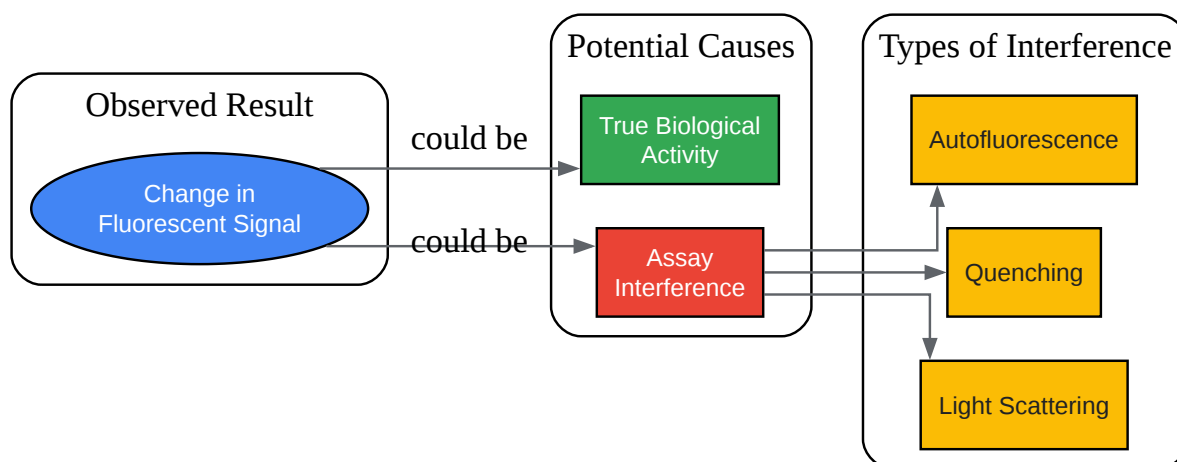 Observed Result
Change in
Fluorescent Signal
could be
could be
Potential Causes
True Biological
Activity
Assay
Interference
Types of Interference
Autofluorescence
Quenching
Light Scattering